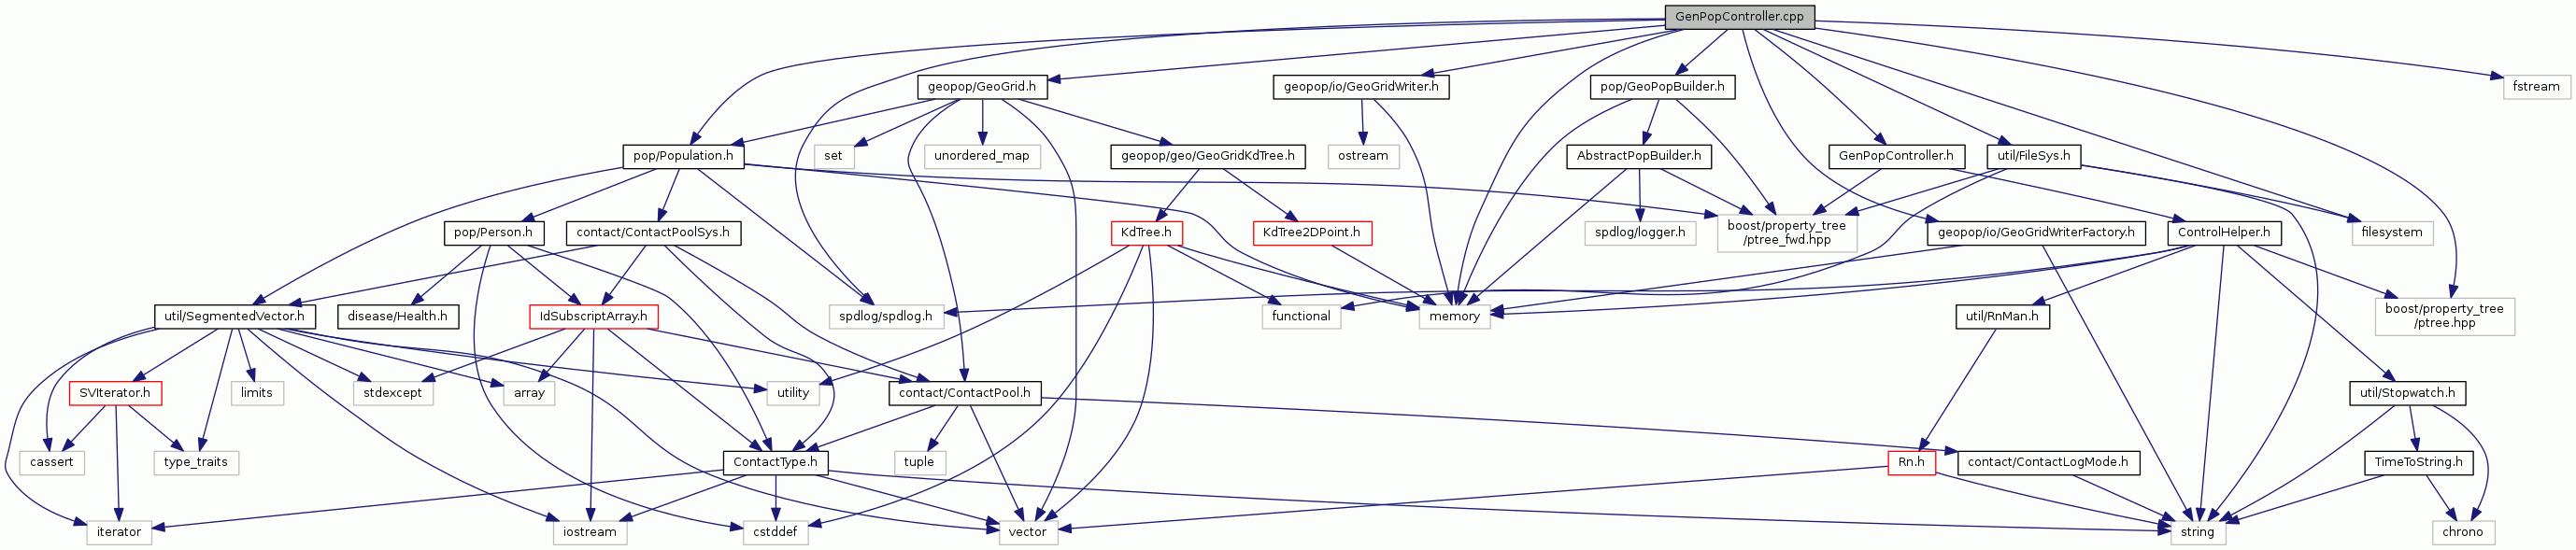 GenPopController.cpp
geopop/GeoGrid.h
geopop/io/GeoGridWriter.h
pop/GeoPopBuilder.h
fstream
pop/Population.h
set
unordered_map
geopop/geo/GeoGridKdTree.h
ostream
AbstractPopBuilder.h
GenPopController.h
util/FileSys.h
pop/Person.h
contact/ContactPoolSys.h
KdTree.h
KdTree2DPoint.h
spdlog/logger.h
boost/property_tree
/ptree_fwd.hpp
geopop/io/GeoGridWriterFactory.h
ControlHelper.h
filesystem
util/SegmentedVector.h
disease/Health.h
IdSubscriptArray.h
spdlog/spdlog.h
functional
memory
util/RnMan.h
boost/property_tree
/ptree.hpp
SVIterator.h
limits
stdexcept
array
utility
contact/ContactPool.h
util/Stopwatch.h
cassert
type_traits
ContactType.h
tuple
Rn.h
contact/ContactLogMode.h
TimeToString.h
iterator
iostream
cstddef
vector
string
chrono